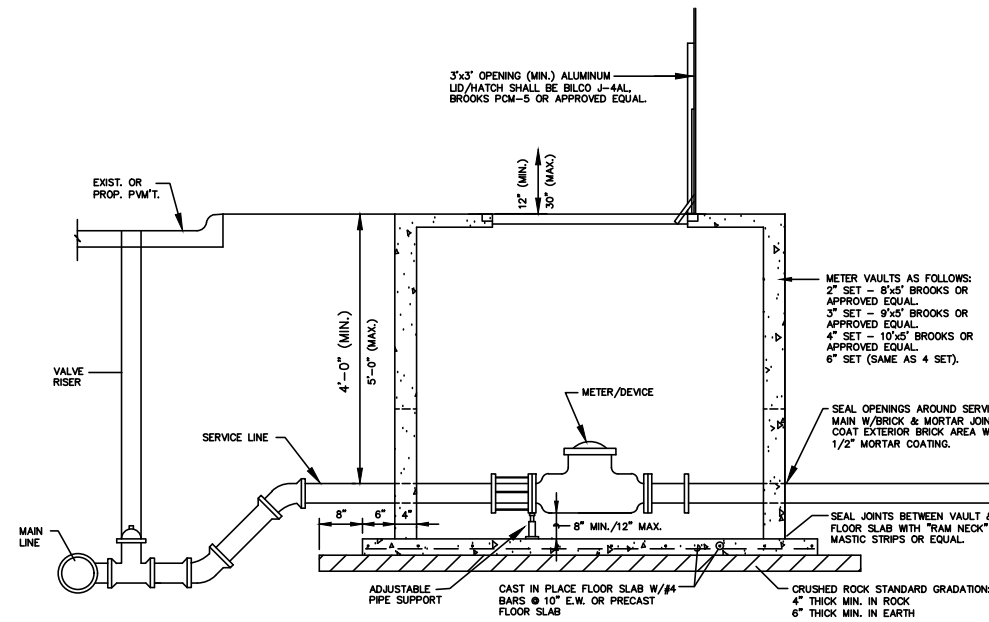 3'x3' OPENING (MIN.) ALUMINUM
LID/HATCH SHALL BE BILCO J-4AL,
BROOKS PCM-5 OR APPROVED EQUAL.
12" (MIN.)
30" (MAX.)
EXIST. OR
PROP. PVM'T.
METER VAULTS AS FOLLOWS:
2" SET - 8'x5' BROOKS OR
APPROVED EQUAL.
3" SET - 9'x5' BROOKS OR
APPROVED EQUAL.
4" SET - 10'x5' BROOKS OR
APPROVED EQUAL.
6" SET (SAME AS 4 SET).
4'-0" (MIN.)
5'-0" (MAX.)
VALVE
RISER
METER/DEVICE
SEAL OPENINGS AROUND
MAIN W/BRICK & MORTAR
COAT EXTERIOR BRICK AREA
1/2" MORTAR COATING.
SERVICE LINE
8"
6"
4"
8" MIN./12" MAX.
SEAL JOINTS BETWEEN VAULT &
FLOOR SLAB WITH "RAM NECK"
MASTIC STRIPS OR EQUAL.
MAIN
LINE
ADJUSTABLE
PIPE SUPPORT
CAST IN PLACE FLOOR SLAB W/#4
BARS @ 10" E.W. OR PRECAST
FLOOR SLAB
CRUSHED ROCK STANDARD GRADATION:
4" THICK MIN. IN ROCK
6" THICK MIN. IN EARTH